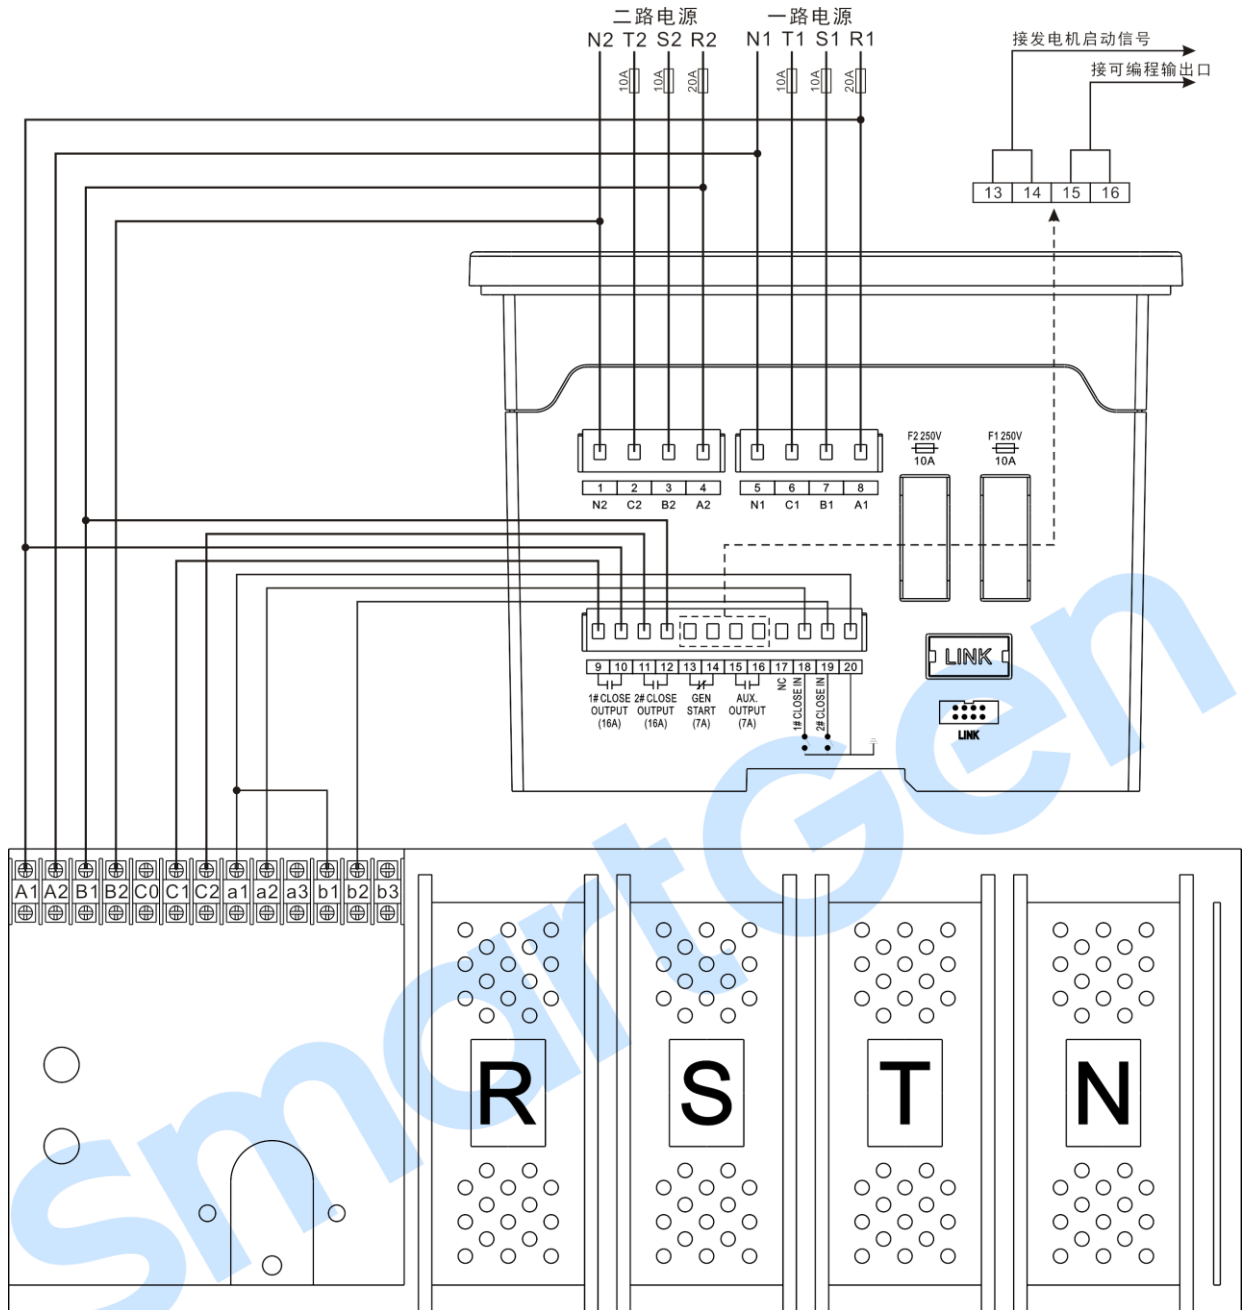 二路电源 一路电源
N2 T2 S2 R2 N1 T1 S1 R1
接发电机启动信号
接可编程输出口
10A 10A 20A 10A 10A 20A
13 14 15 16
F2 250V F1 250V
10A 10A
1 2 3 4 5 6 7 8
N2 C2 B2 A2 N1 C1 B1 A1
LINK
9 10 11 12 13 14 15 16 17 18 19 20
1# CLOSE 2# CLOSE GEN AUX.
OUTPUT OUTPUT START OUTPUT
(16A) (16A) (7A) (7A)
NC
1# CLOSE IN
2# CLOSE IN
LINK
A1 A2 B1 B2 C0 C1 C2 a1 a2 a3 b1 b2 b3
R S T N
SmartGen